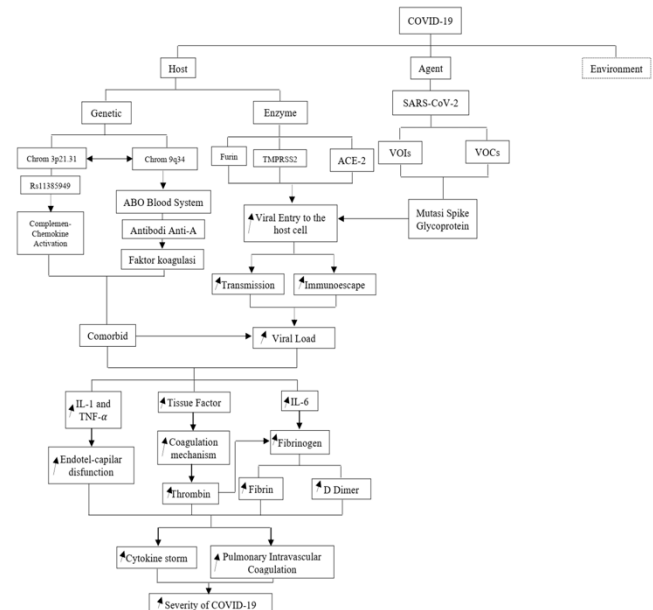 COVID-19
Host
Agent
Environment
Genetic
Enzyme
SARS-CoV-2
Chrom 3p21.31
Chrom 9q34
Furin
TMPRSS2
ACE-2
VOIs
VOCs
Rs11385949
ABO Blood System
Complemen-
Chemokine
Activation
Antibodi Anti-A
Faktor koagulasi
Viral Entry to the
host cell
Mutasi Spike
Glycoprotein
Transmission
Immunoescape
Comorbid
Viral Load
IL-1 and
TNF-α
Tissue Factor
IL-6
Endotel-capilar
disfunction
Coagulation
mechanism
Fibrinogen
Thrombin
Fibrin
D Dimer
Cytokine storm
Pulmonary Intravascular
Coagulation
Severity of COVID-19